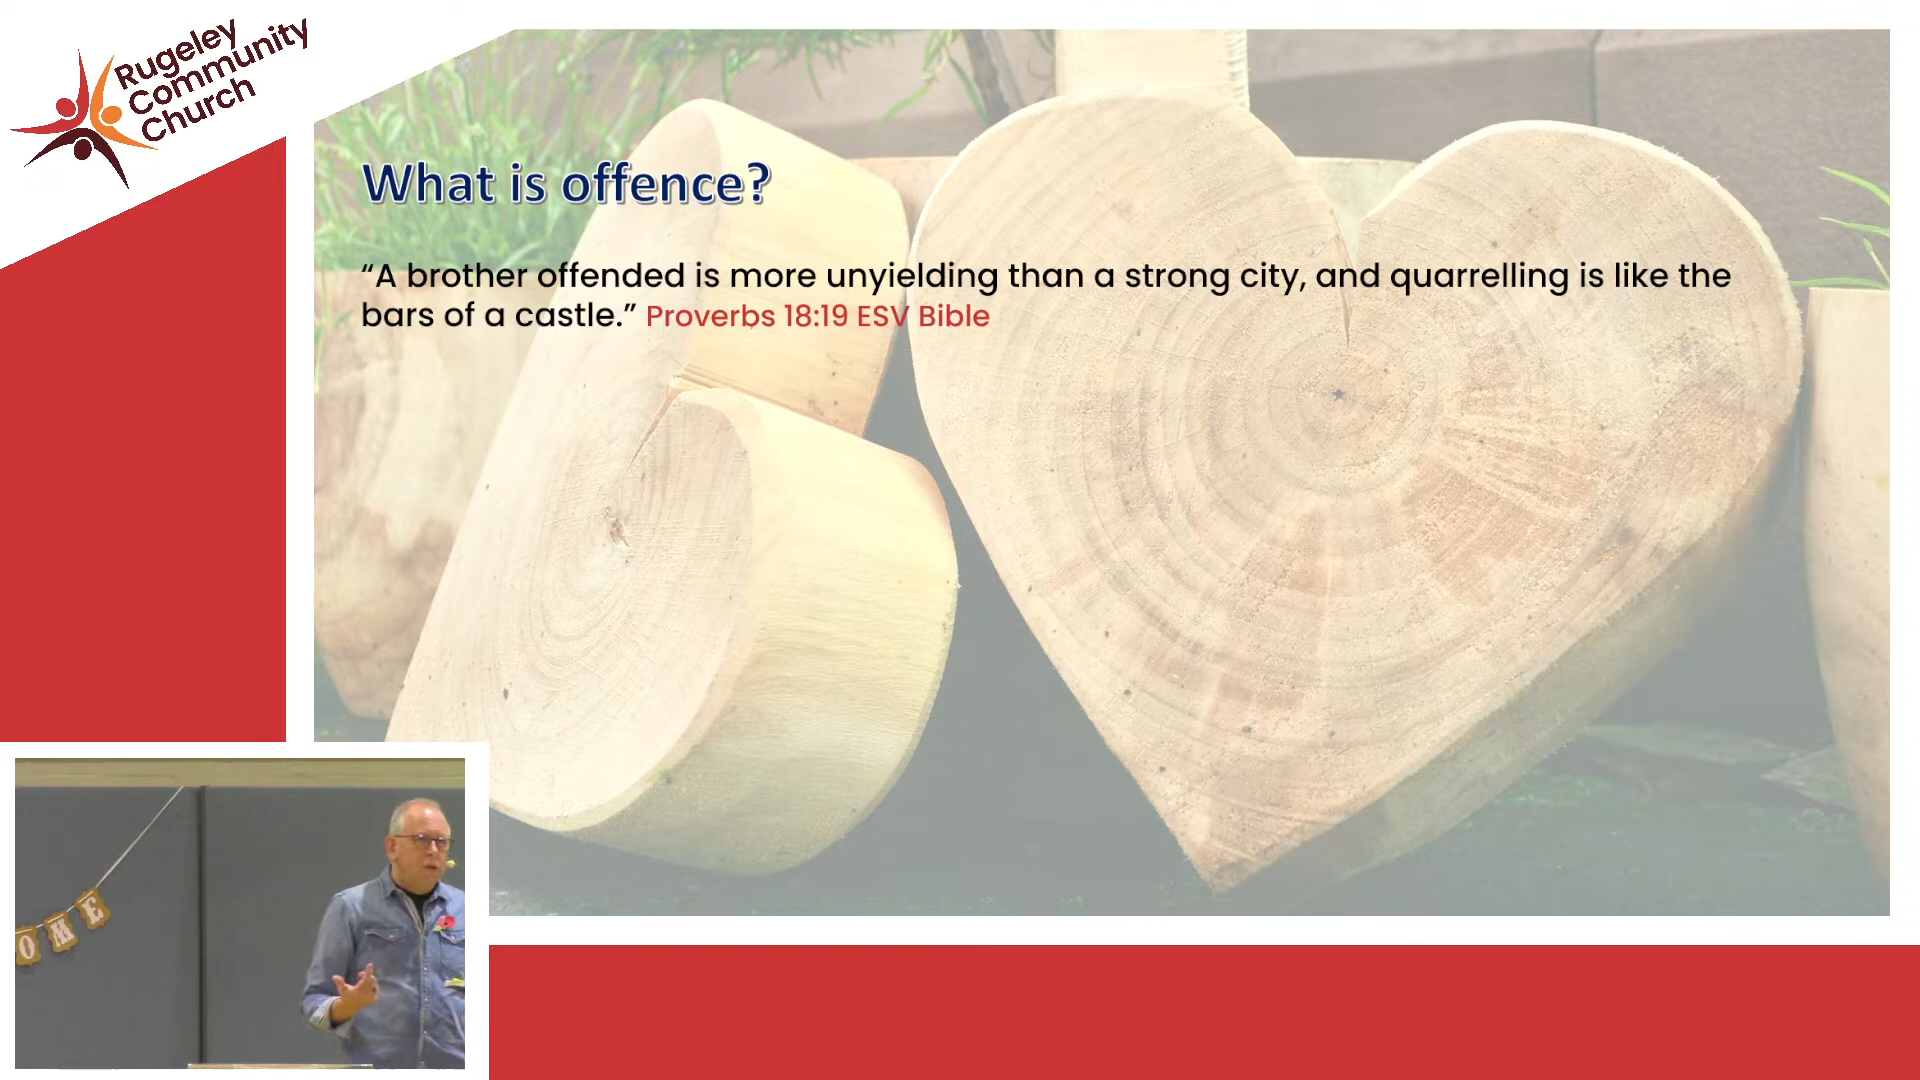 Rugeley
Community
Church
What is offence?
“A brother offended is more unyielding than a strong city, and quarrelling is like the
bars of a castle.” Proverbs 18:19 ESV Bible
OME